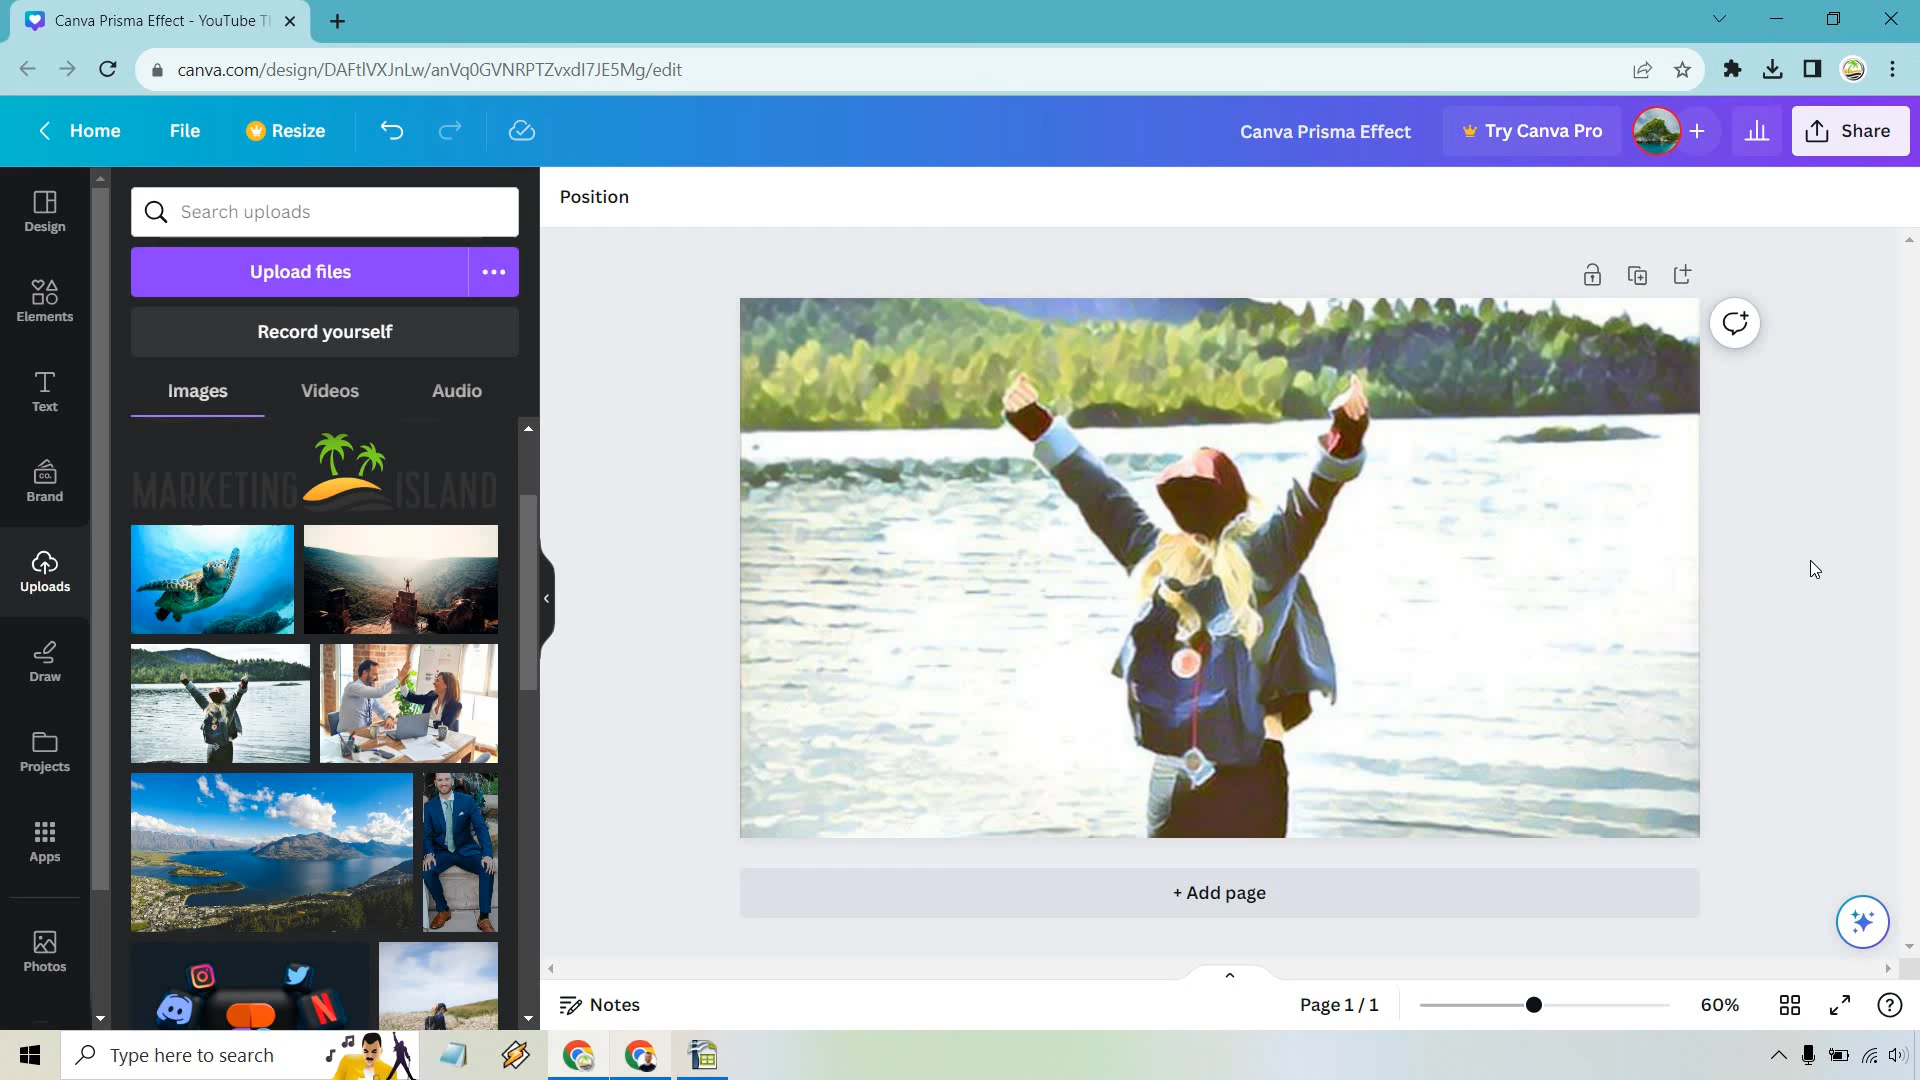 Canva Prisma Effect - YouTube T
canva.com/design/DAFtlVXJnLw/anVq0GVNRPTZvxdI7JE5Mg/edit
Home
File
Resize
Canva Prisma Effect
Try Canva Pro
Share
Design
Elements
Text
Brand
CO.
Uploads
Draw
Projects
Apps
Photos
Search uploads
Upload files
Record yourself
Images
Videos
Audio
MARKETING ISLAND
Position
+ Add page
Notes
Page 1 / 1
60%
Type here to search